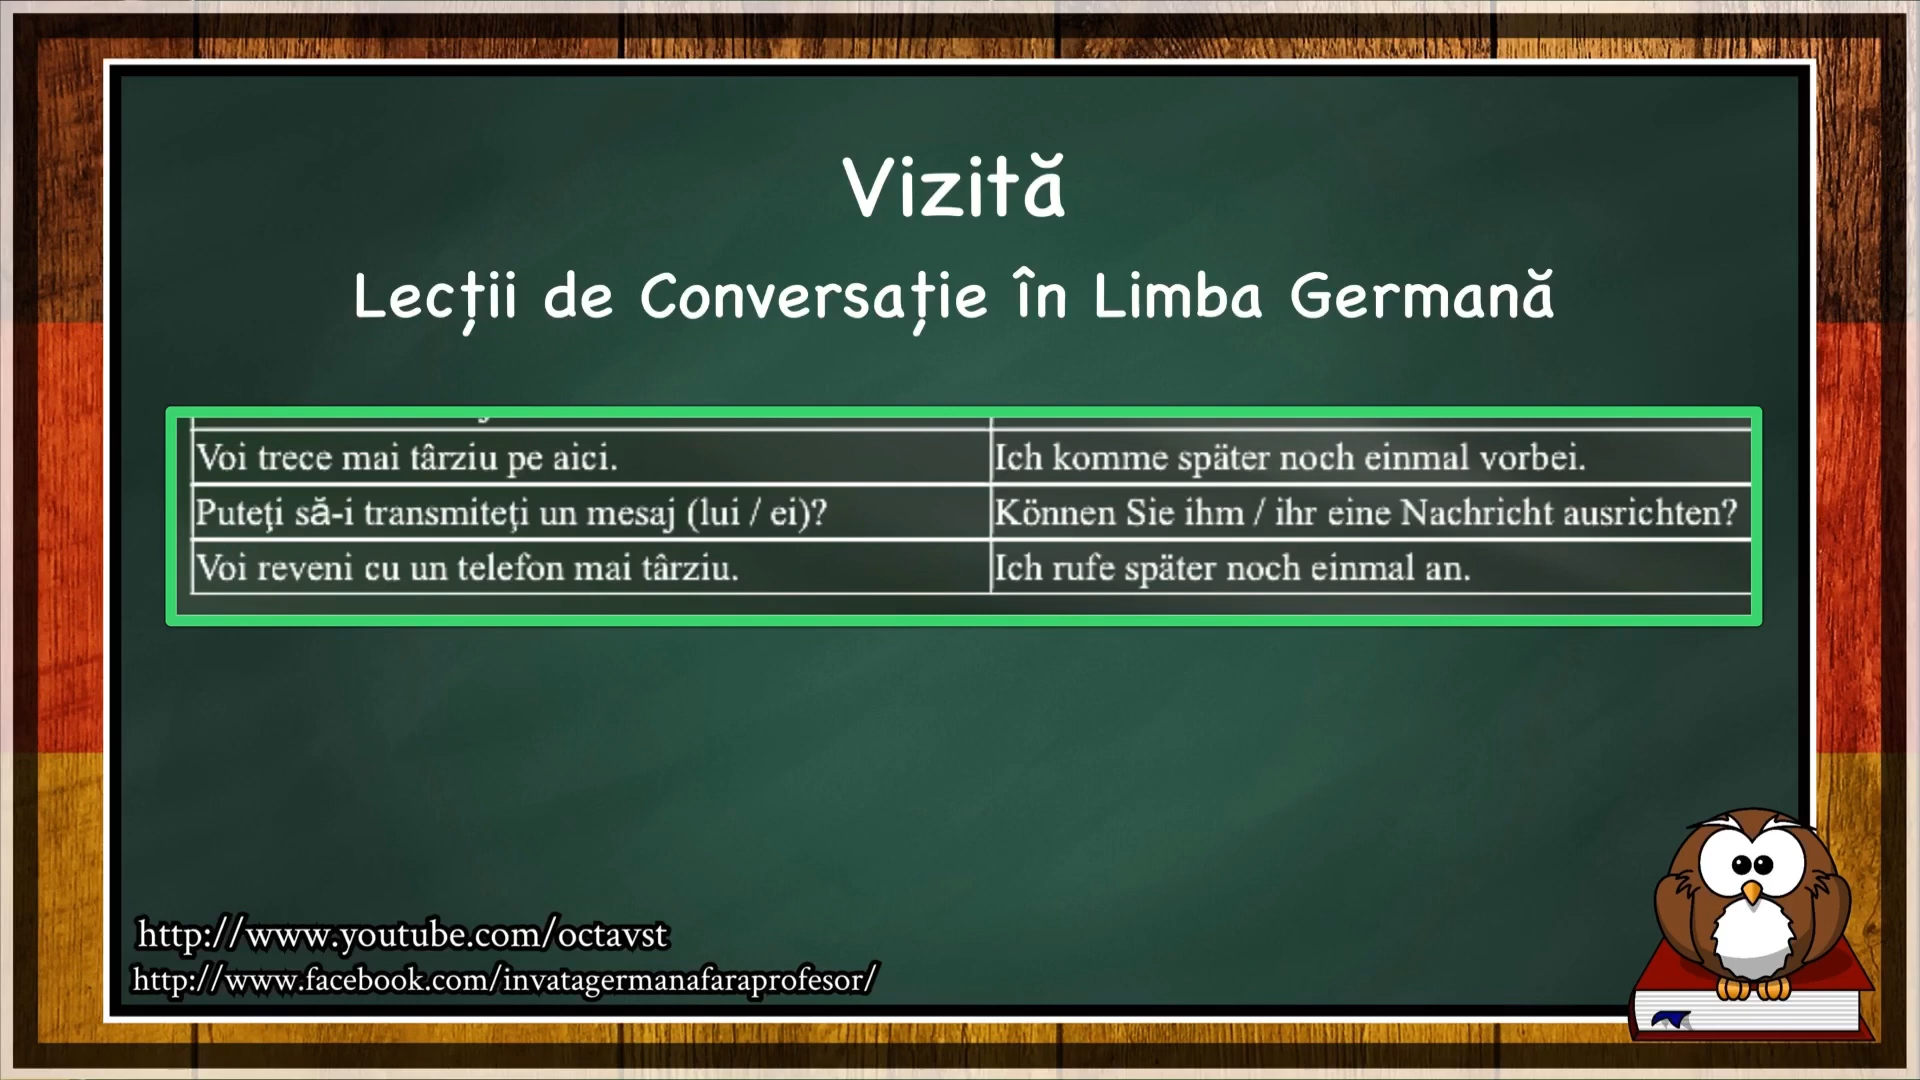 Vizită
Lecții de Conversație în Limba Germană
Voi trece mai târziu pe aici. Ich komme später noch einmal vorbei.
Puteţi să-i transmiteţi un mesaj (lui / ei)? Können Sie ihm / ihr eine Nachricht ausrichten?
Voi reveni cu un telefon mai târziu. Ich rufe später noch einmal an.
http://www.youtube.com/octavst
http://www.facebook.com/invatagermanafaraprofesor/